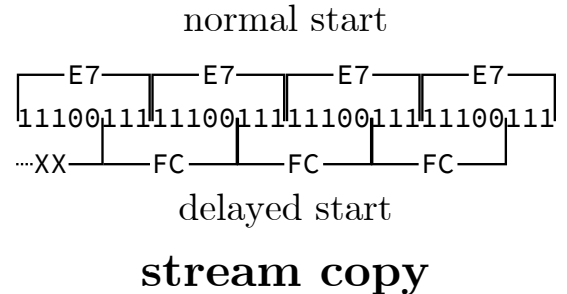 normal start
E7 E7 E7 E7
11100111111001111110011111100111
XX FC FC FC
delayed start
stream copy